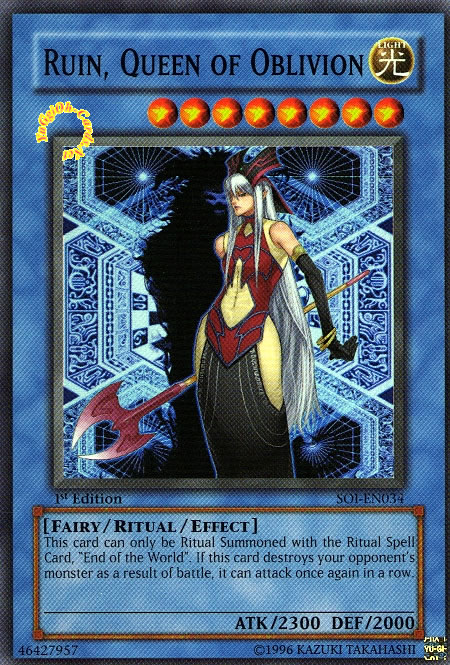 RUIN, QUEEN OF OBLIVION
LIGHT
光
1ST Edition
SOI-EN034
[FAIRY/RITUAL/EFFECT]
This card can only be Ritual Summoned with the Ritual Spell
Card, "End of the World". If this card destroys your opponent's
monster as a result of battle, it can attack once again in a row.
ATK/2300 DEF/2000
46427957
©1996 KAZUKI TAKAHASHI